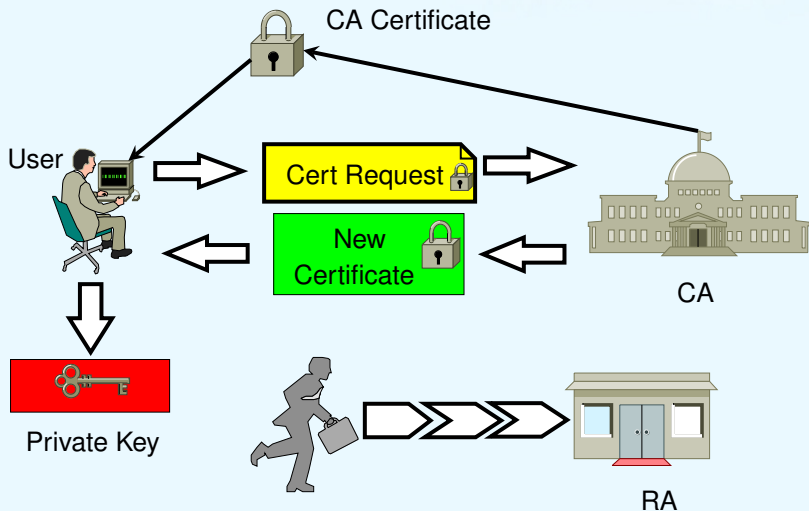 CA Certificate
User
Cert Request
New
Certificate
CA
Private Key
RA